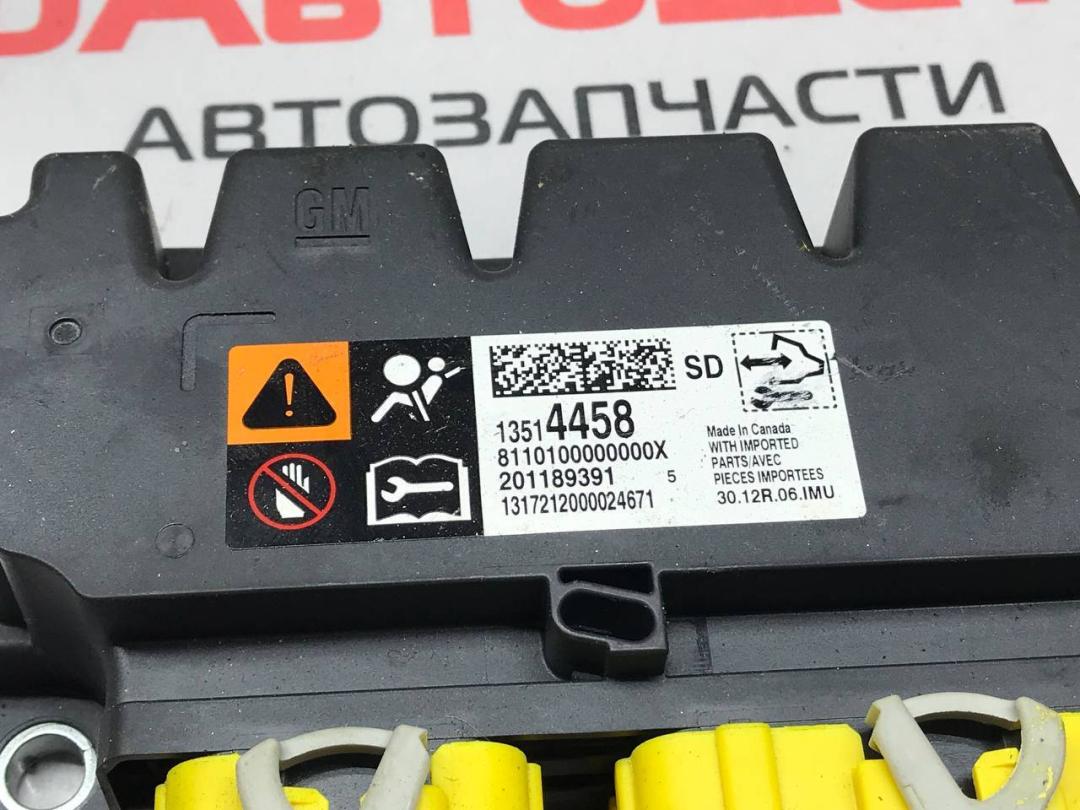 АВТОЗАПЧАСТИ
GM
SD
13514458
8110100000000X
201189391 5
1317212000024671
Made In Canada
WITH IMPORTED
PARTS/AVEC
PIECES IMPORTEES
30.12R.06.IMU